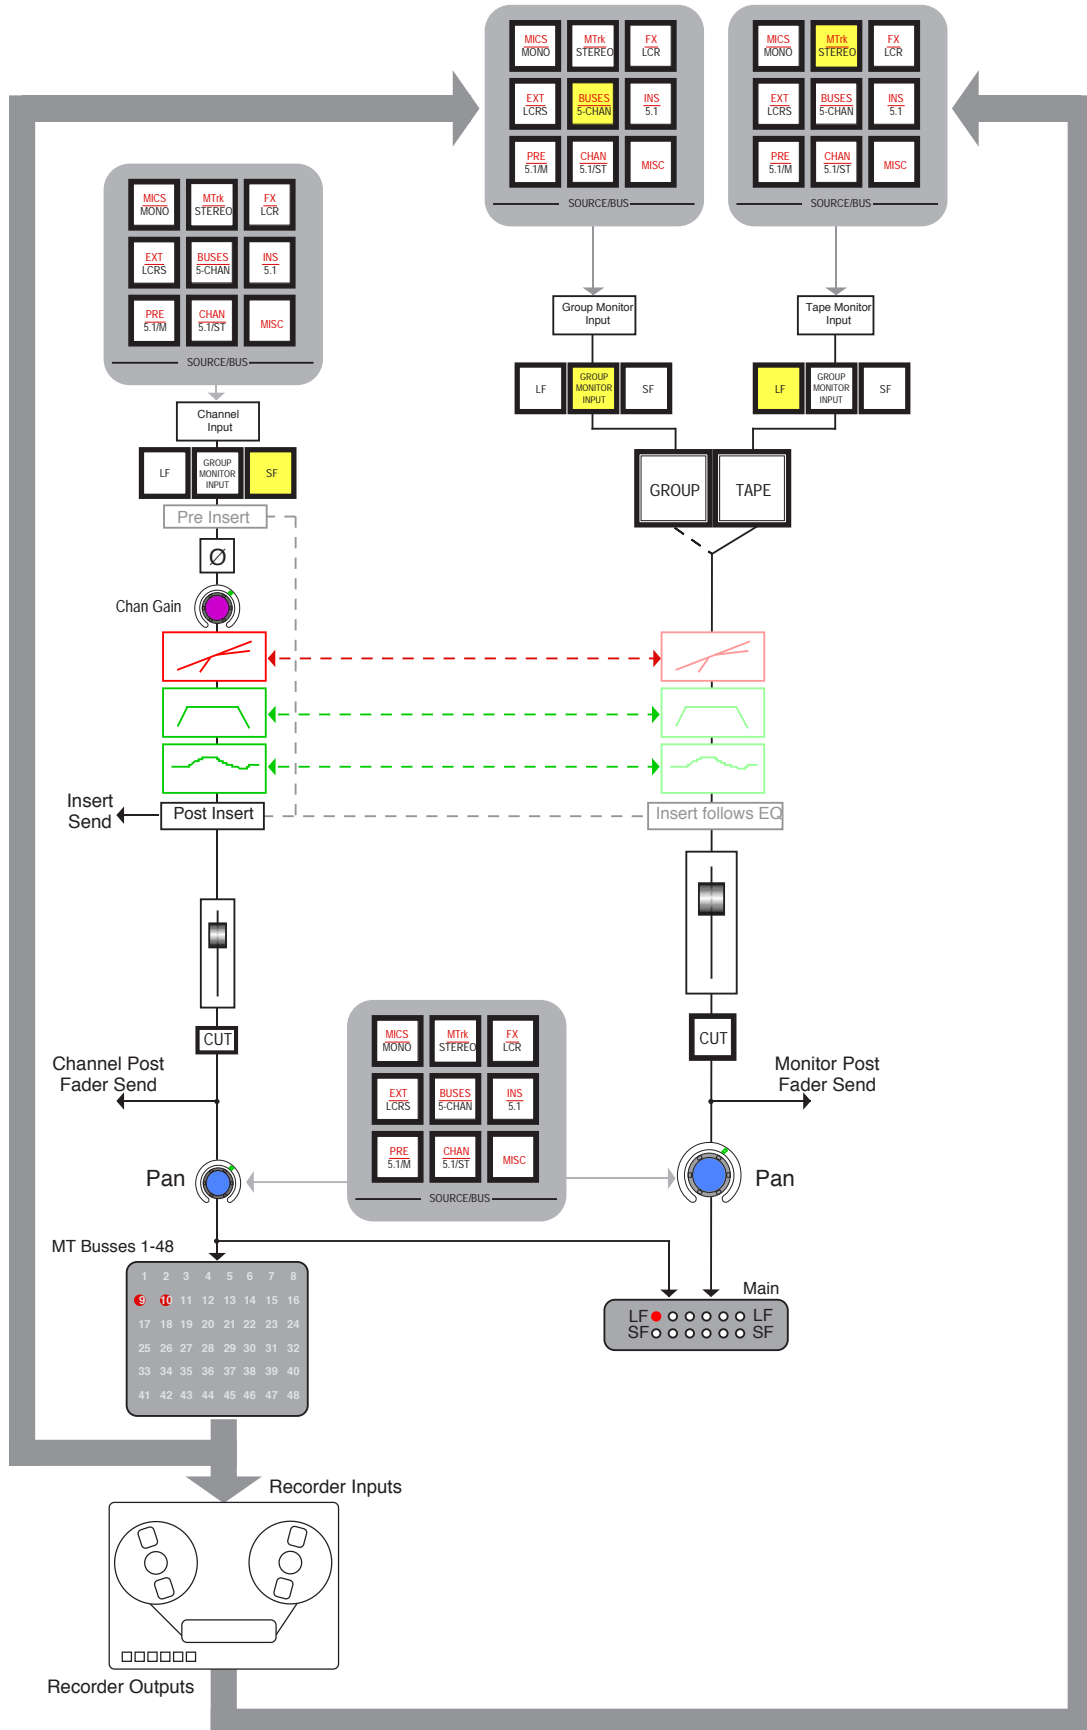 MICS MTrk FX
MONO STEREO LCR
EXT BUSES INS
LCRS 5-CHAN 5.1
PRE CHAN MISC
5.1/M 5.1/ST
SOURCE/BUS
MICS MTrk FX
MONO STEREO LCR
EXT BUSES INS
LCRS 5-CHAN 5.1
PRE CHAN MISC
5.1/M 5.1/ST
SOURCE/BUS
MICS MTrk FX
MONO STEREO LCR
EXT BUSES INS
LCRS 5-CHAN 5.1
PRE CHAN MISC
5.1/M 5.1/ST
SOURCE/BUS
Group Monitor
Input
Tape Monitor
Input
LF
GROUP
MONITOR
INPUT
SF
LF
GROUP
MONITOR
INPUT
SF
Channel
Input
LF
GROUP
MONITOR
INPUT
SF
GROUP
TAPE
Pre Insert
Ø
Chan Gain
Insert
Send
Post Insert
Insert follows EQ
CUT
CUT
Channel Post
Fader Send
Monitor Post
Fader Send
MICS MTrk FX
MONO STEREO LCR
EXT BUSES INS
LCRS 5-CHAN 5.1
PRE CHAN MISC
5.1/M 5.1/ST
SOURCE/BUS
Pan
Pan
MT Busses 1-48
1 2 3 4 5 6 7 8
9 10 11 12 13 14 15 16
17 18 19 20 21 22 23 24
25 26 27 28 29 30 31 32
33 34 35 36 37 38 39 40
41 42 43 44 45 46 47 48
Main
LF LF
SF SF
Recorder Inputs
Recorder Outputs